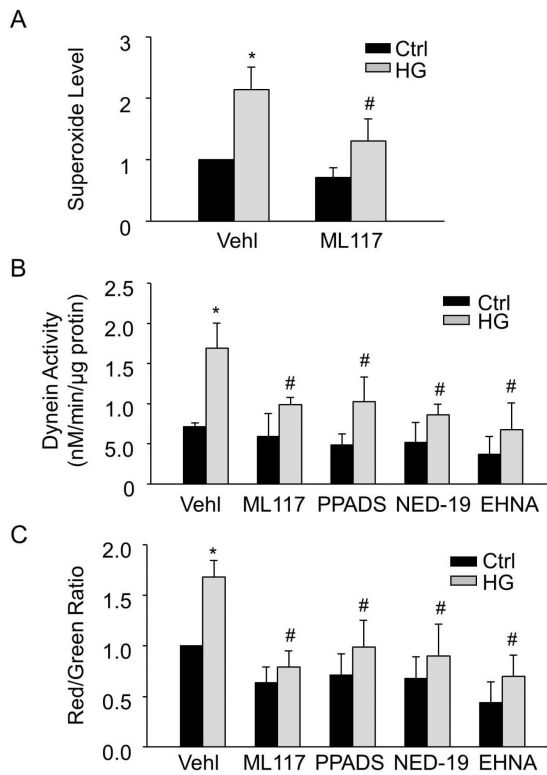 A
Superoxide Level
3
2
1
0
Ctrl
HG
*
#
Vehl ML117
B
Dynein Activity
(nM/min/µg protin)
2.5
2.0
1.5
1.0
5.0
0
Ctrl
HG
*
#
#
#
#
Vehl ML117 PPADS NED-19 EHNA
C
Red/Green Ratio
2.0
1.5
1.0
0.5
0
Ctrl
HG
*
#
#
#
#
Vehl ML117 PPADS NED-19 EHNA